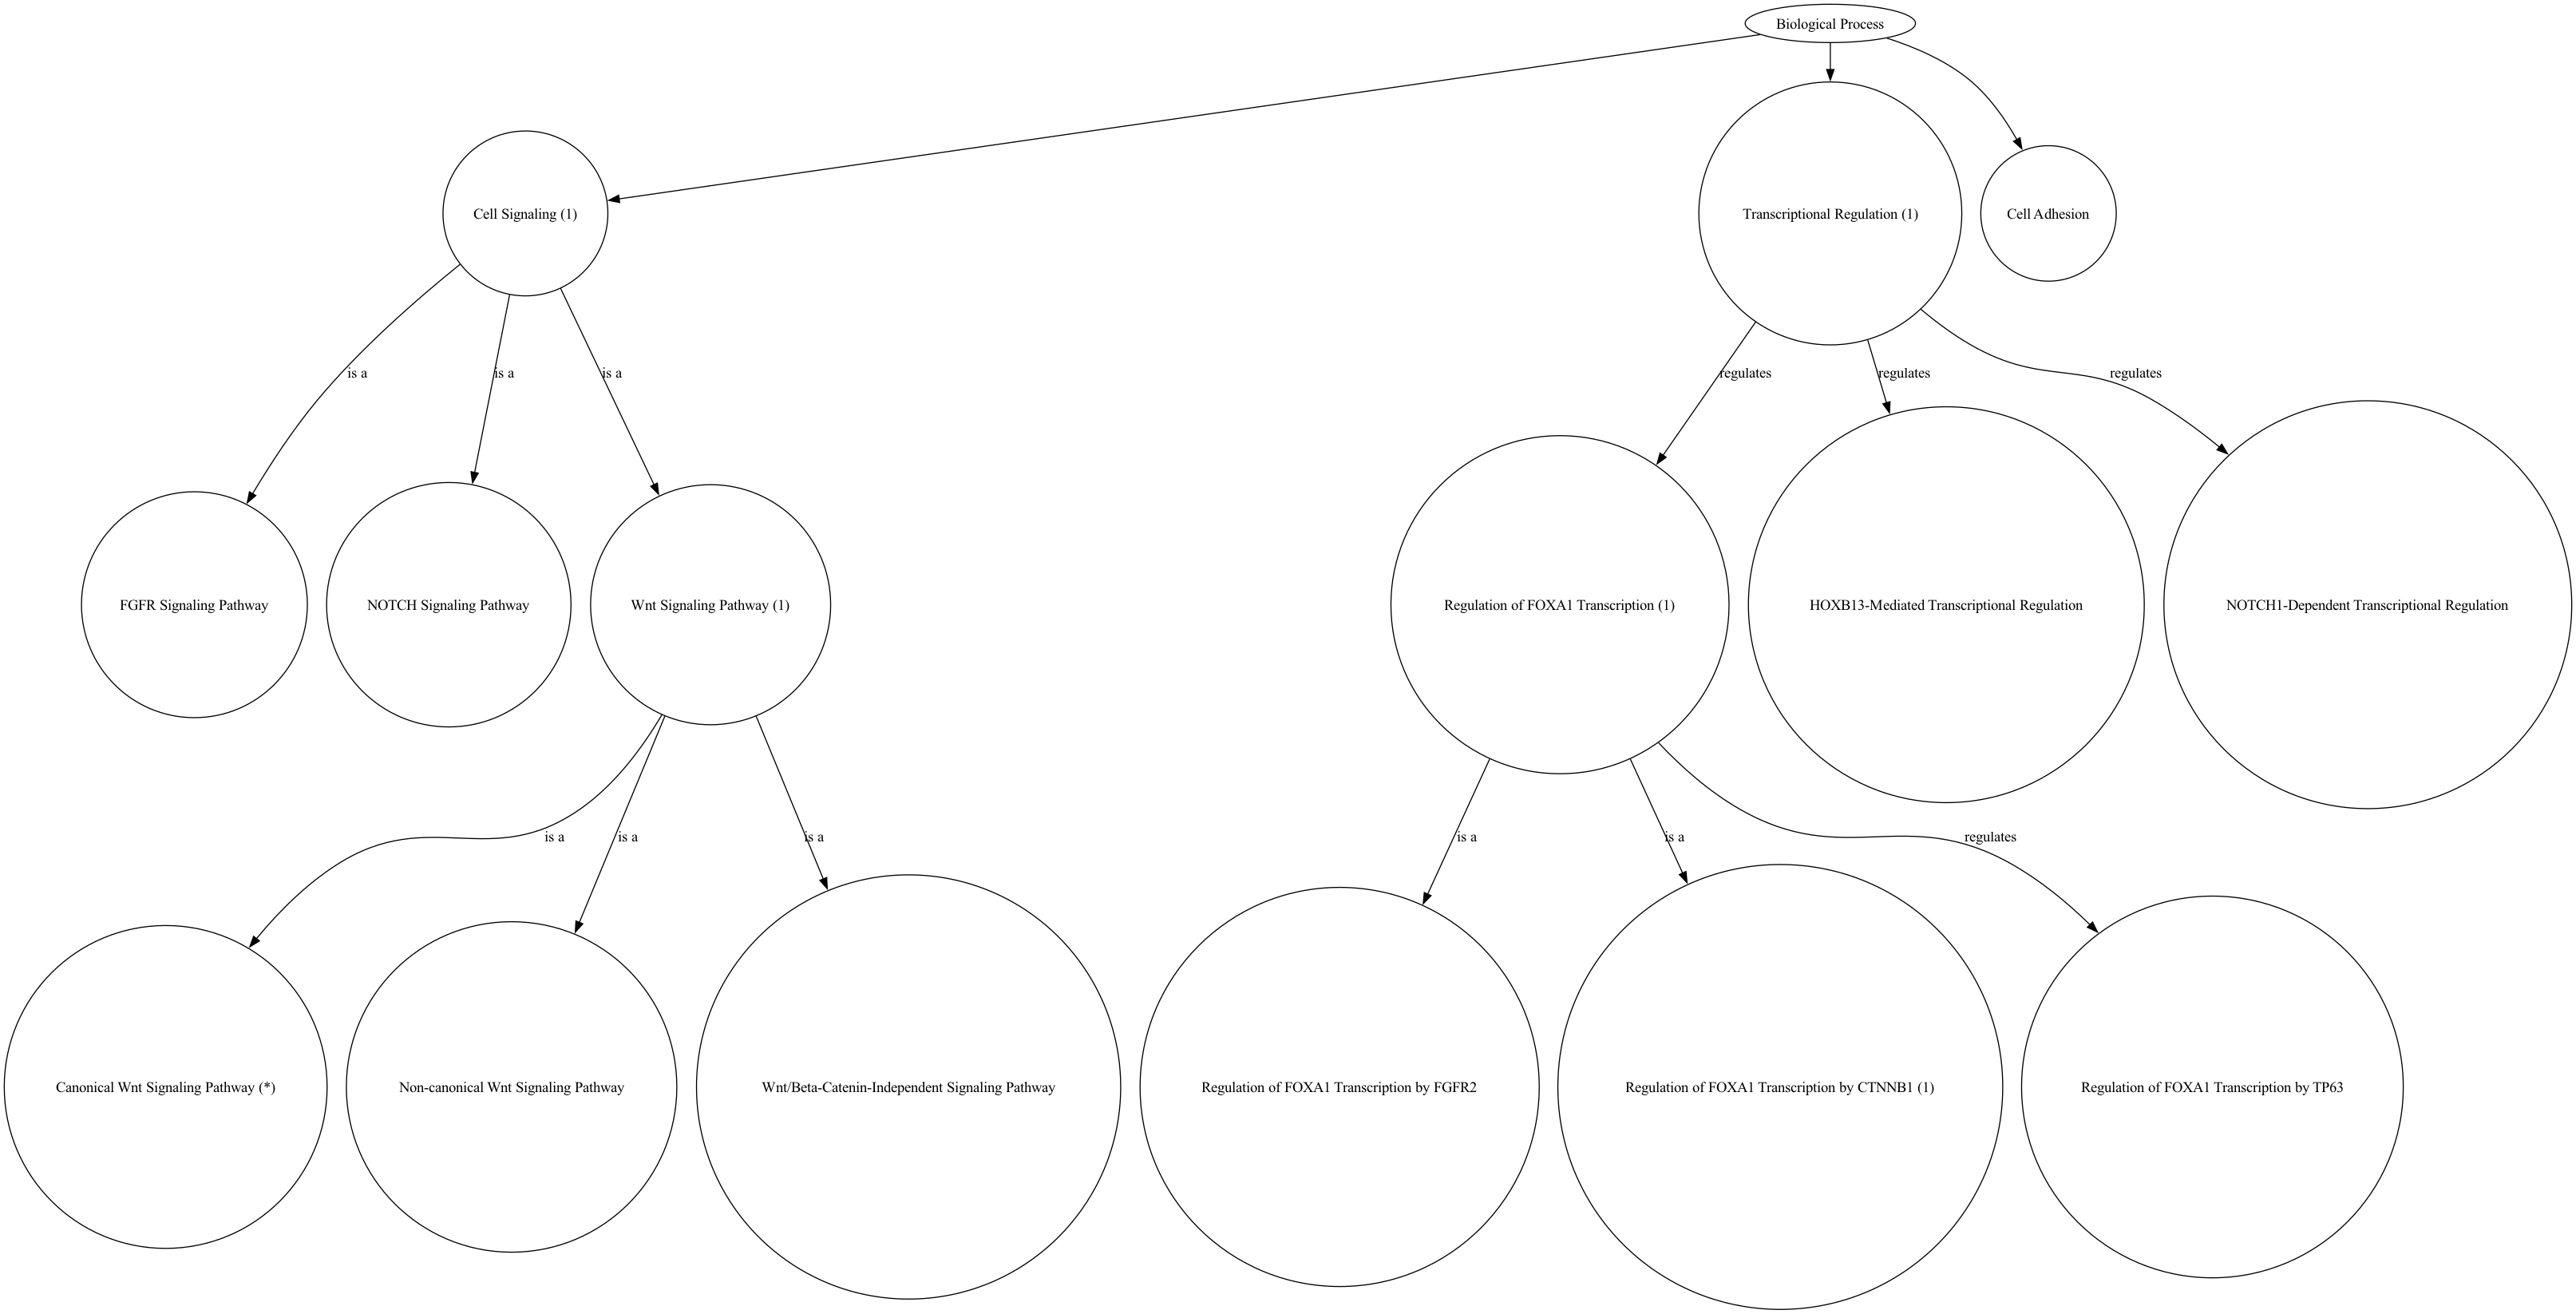 Biological Process
Cell Signaling (1)
Transcriptional Regulation (1)
Cell Adhesion
is a
is a
is a
regulates
regulates
regulates
FGFR Signaling Pathway
NOTCH Signaling Pathway
Wnt Signaling Pathway (1)
Regulation of FOXA1 Transcription (1)
HOXB13-Mediated Transcriptional Regulation
NOTCH1-Dependent Transcriptional Regulation
is a
is a
is a
is a
is a
regulates
Canonical Wnt Signaling Pathway (*)
Non-canonical Wnt Signaling Pathway
Wnt/Beta-Catenin-Independent Signaling Pathway
Regulation of FOXA1 Transcription by FGFR2
Regulation of FOXA1 Transcription by CTNNB1 (1)
Regulation of FOXA1 Transcription by TP63